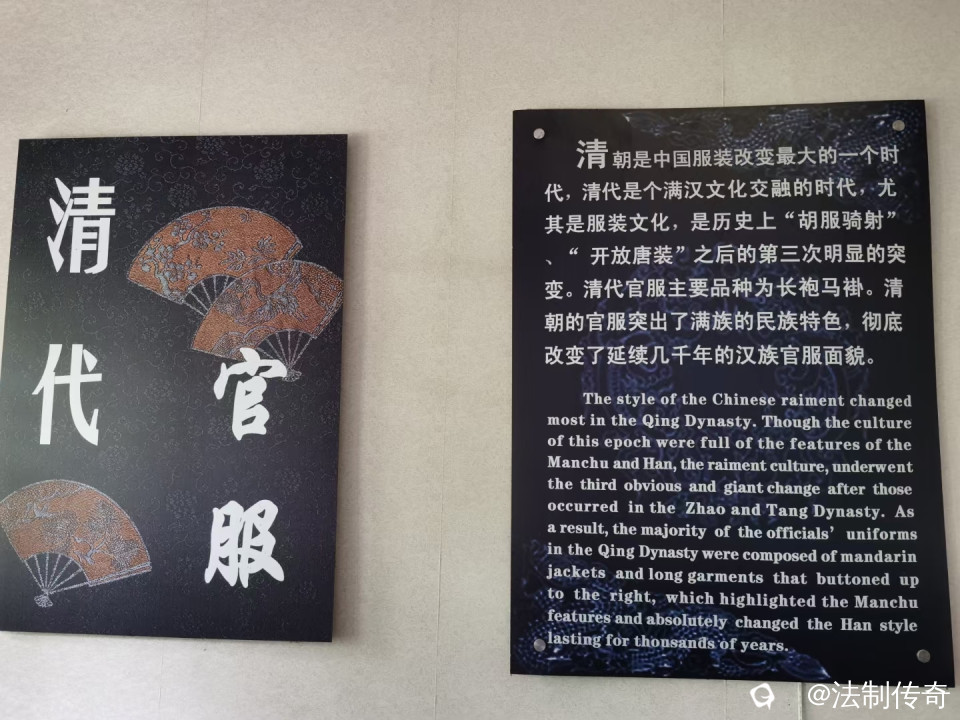 清代
官服
清朝是中国服装改变最大的一个时
代，清代是个满汉文化交融的时代，尤
其是服装文化，是历史上“胡服骑射”
、“ 开放唐装”之后的第三次明显的突
变。清代官服主要品种为长袍马褂。清
朝的官服突出了满族的民族特色，彻底
改变了延续几千年的汉族官服面貌。
The style of the Chinese raiment changed
most in the Qing Dynasty. Though the culture
of this epoch were full of the features of the
Manchu and Han, the raiment culture, underwent
the third obvious and giant change after those
occurred in the Zhao and Tang Dynasty. As
a result, the majority of the officials’ uniforms
in the Qing Dynasty were composed of mandarin
jackets and long garments that buttoned up
to the right, which highlighted the Manchu
features and absolutely changed the Han style
lasting for thousands of years.
@法制传奇